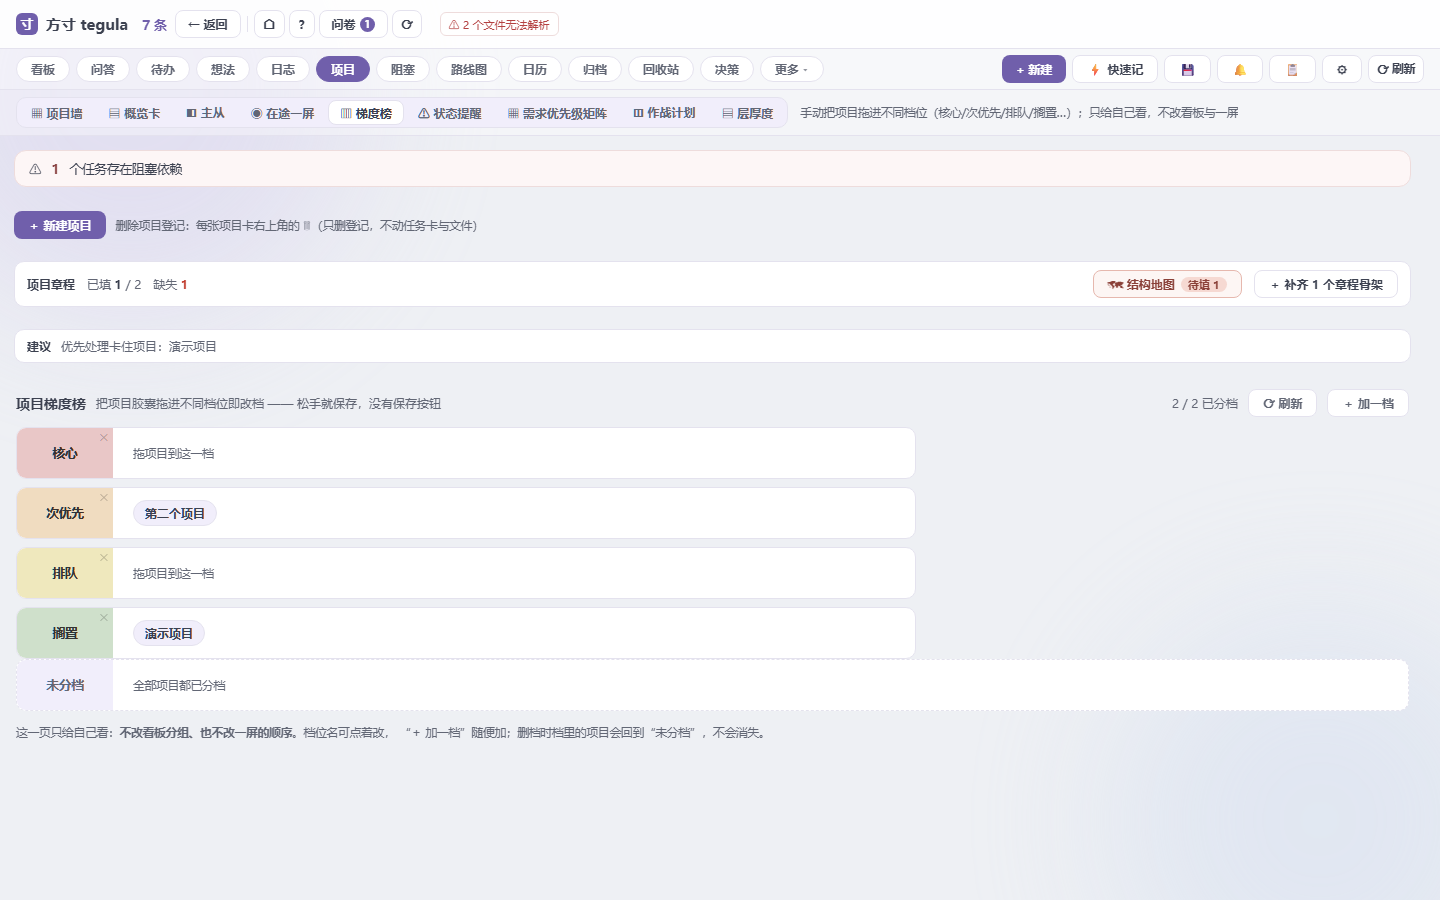 寸 方寸 tegula 7 条 ← 返回 ? 问卷 1 ⚠ 2 个文件无法解析
看板 问答 待办 想法 日志 项目 阻塞 路线图 日历 归档 回收站 决策 更多 + 新建 快速记 刷新
项目墙 概览卡 主从 在途一屏 梯度榜 状态提醒 需求优先级矩阵 作战计划 层厚度 手动把项目拖进不同档位（核心/次优先/排队/搁置…）；只给自己看，不改看板与一屏
⚠ 1 个任务存在阻塞依赖
+ 新建项目 删除项目登记：每张项目卡右上角的（只删登记，不动任务卡与文件）
项目章程 已填 1 / 2 缺失 1 结构地图 待填 1 + 补齐 1 个章程骨架
建议 优先处理卡住项目：演示项目
项目梯度榜 把项目胶囊拖进不同档位即改档 —— 松手就保存，没有保存按钮 2 / 2 已分档 刷新 + 加一档
核心 × 拖项目到这一档
次优先 × 第二个项目
排队 × 拖项目到这一档
搁置 × 演示项目
未分档 全部项目都已分档
这一页只给自己看：不改看板分组、也不改一屏的顺序。档位名可点着改，“+ 加一档”随便加；删档时档里的项目会回到“未分档”，不会消失。